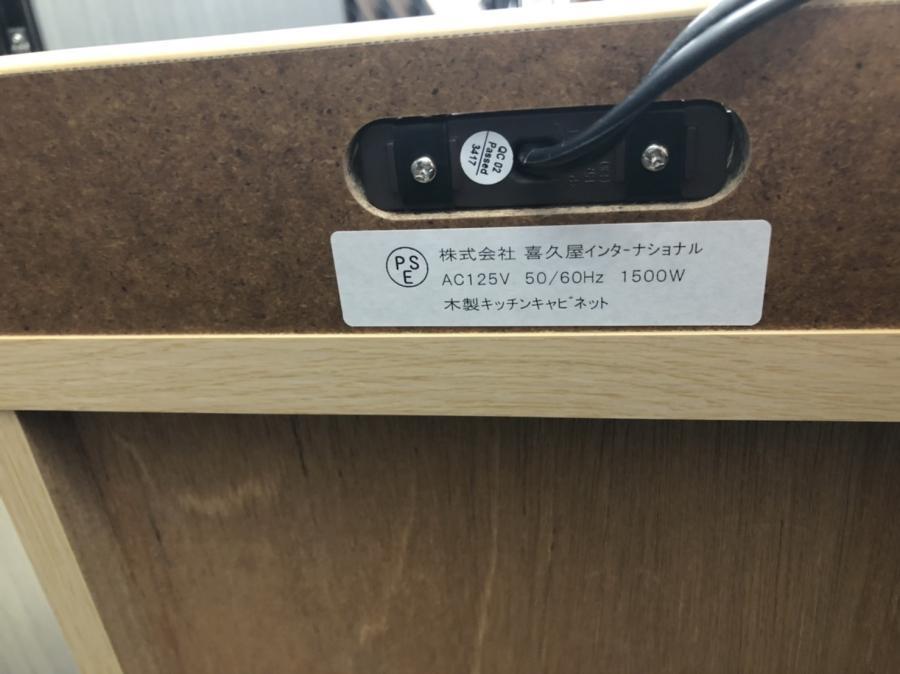 QC 02
Passed
3417
PS
E
株式会社 喜久屋インターナショナル
AC125V 50/60Hz 1500W
木製キッチンキャビネット